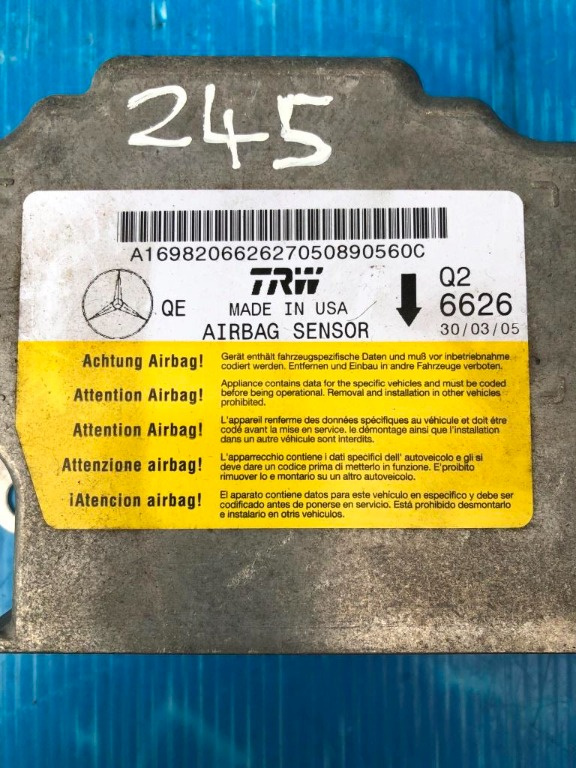 245
A169820662627050890560C
QE
TRW
MADE IN USA
AIRBAG SENSOR
Q2
6626
30/03/05
Achtung Airbag!
Gerät enthält fahrzeugspezifische Daten und muß vor inbetriebnahme
codiert werden. Entfernen und Einbau in andre Fahrzeuge verboten.
Attention Airbag!
Appliance contains data for the specific vehicles and must be coded
before being operational. Removal and installation in other vehicles
prohibited.
Attention Airbag!
L'appareil renferme des données spécifiques au véhicule et doit être
codé avant la mise en service. le démontage ainsi que l'installation
dans un autre véhicule sont interdits.
Attenzione airbag!
L'apparrecchio contiene i dati specifici dell' autoveicolo e gli si
deve dare un codice prima di metterlo in funzione. E'proibito
rimuovere lo e montarlo su un altro autoveicolo.
¡Atencion airbag!
El aparato contiene datos para este vehículo en especifico y debe ser
codificado antes de ponerse en servicio. Está prohibido desmontarlo
e instalarlo en otris vehículos.